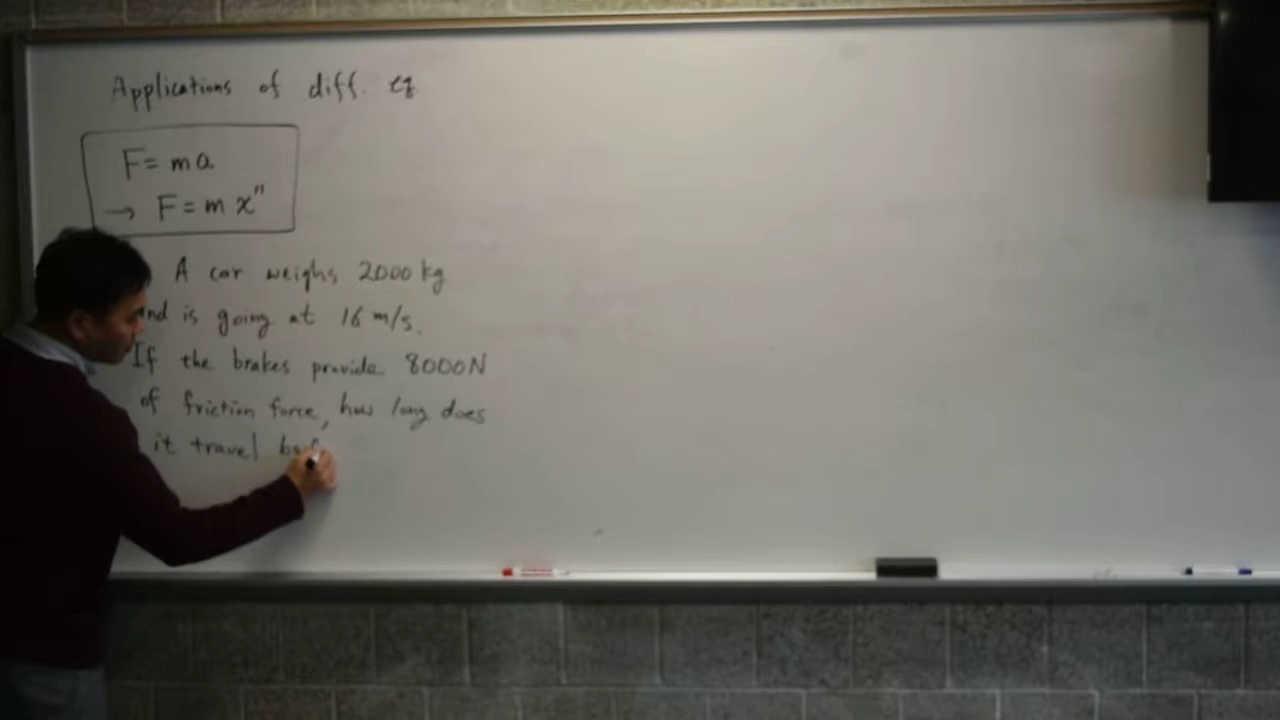 Applications of diff. eq
F = ma
→ F = m x"
A car weighs 2000 kg
and is going at 16 m/s.
If the brakes provide 8000N
of friction force, how long does
it travel